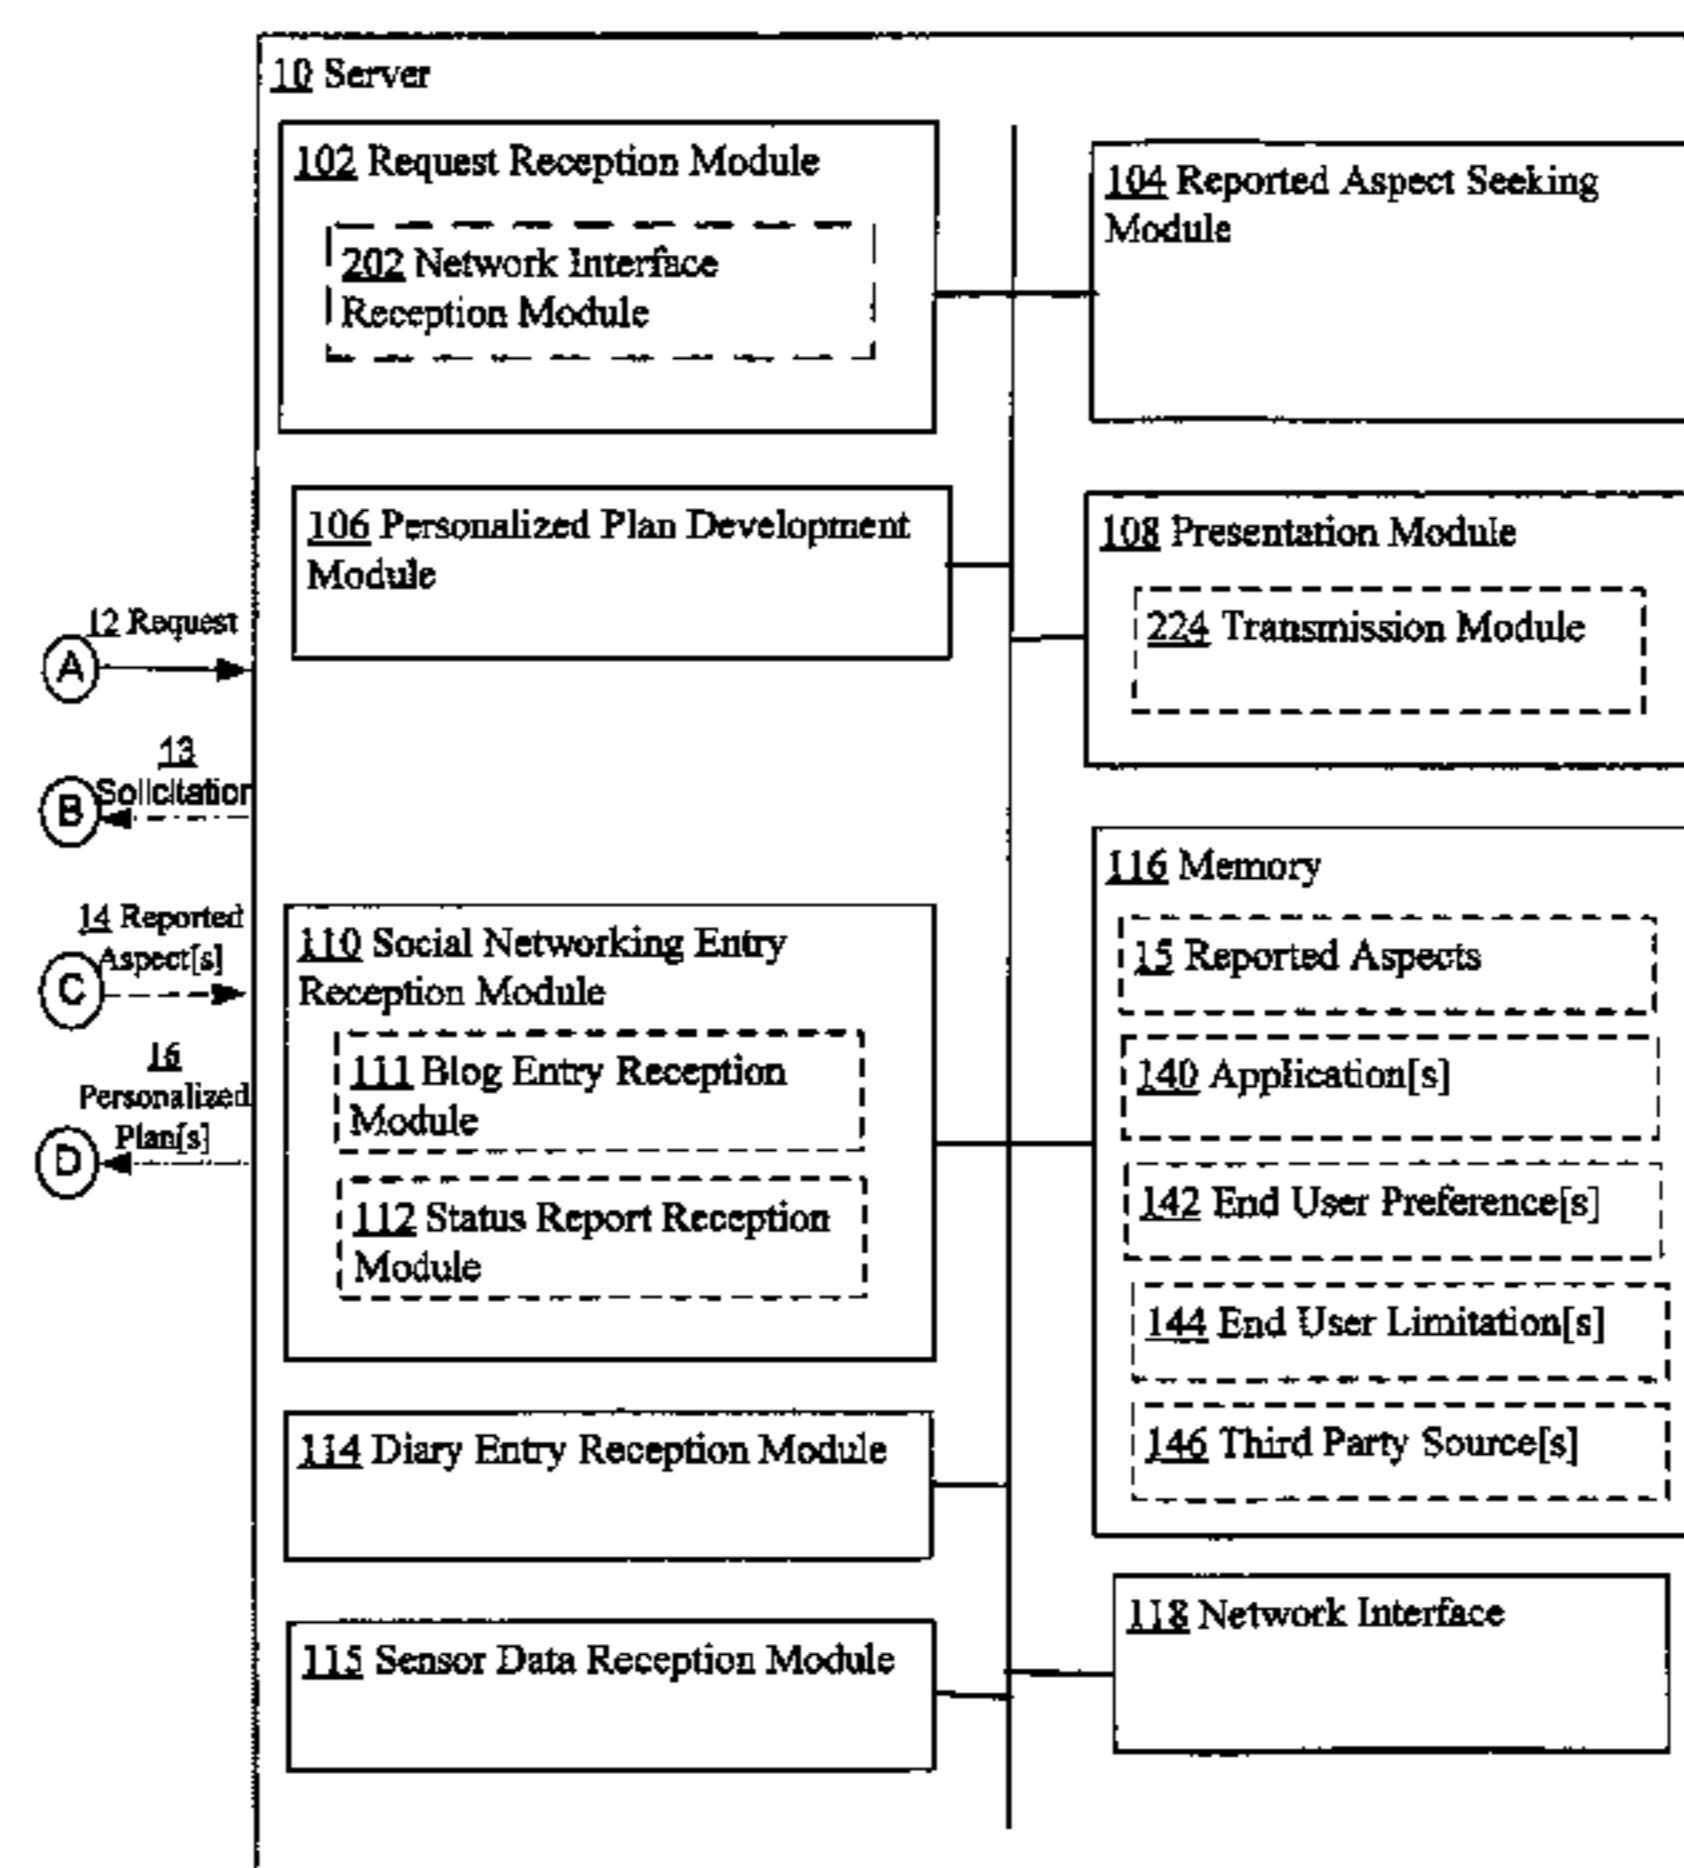 10 Server
102 Request Reception Module
202 Network Interface
Reception Module
104 Reported Aspect Seeking
Module
106 Personalized Plan Development
Module
108 Presentation Module
224 Transmission Module
12 Request
A
13
Solicitation
B
14 Reported
Aspect[s]
C
16
Personalized
Plan[s]
D
110 Social Networking Entry
Reception Module
111 Blog Entry Reception
Module
112 Status Report Reception
Module
116 Memory
15 Reported Aspects
140 Application[s]
142 End User Preference[s]
144 End User Limitation[s]
146 Third Party Source[s]
114 Diary Entry Reception Module
115 Sensor Data Reception Module
118 Network Interface